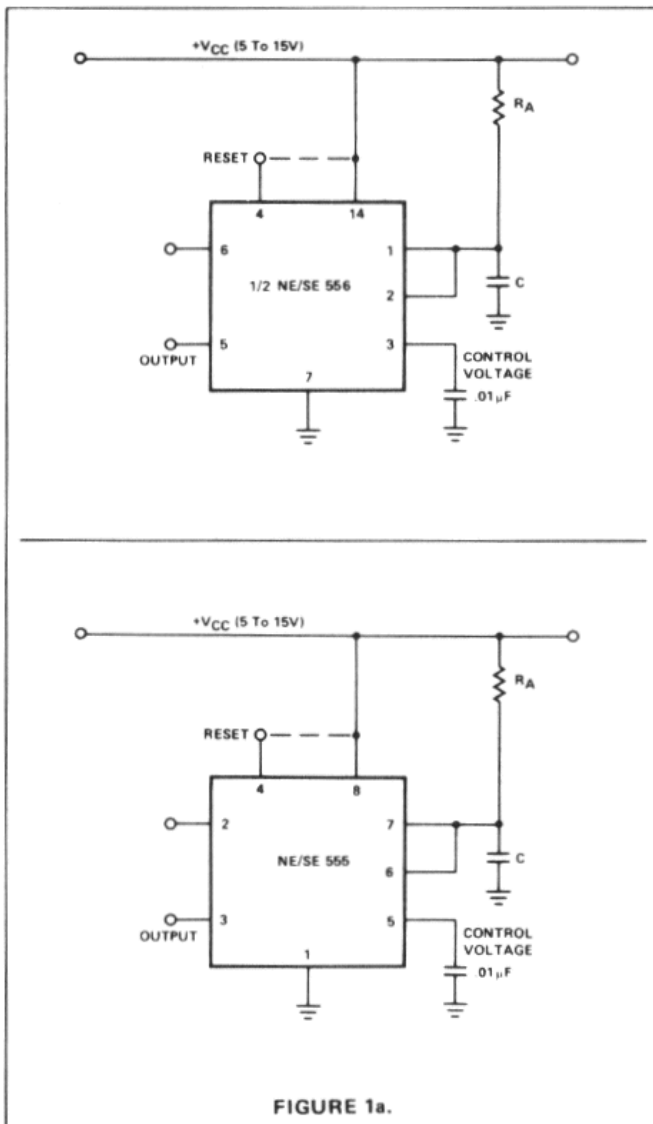 +VCC (5 To 15V)
RA
RESET
4 14
6 1
1/2 NE/SE 556
C
2
5 3
OUTPUT
CONTROL
VOLTAGE
7
.01µF
+VCC (5 To 15V)
RA
RESET
4 8
2 7
NE/SE 555
C
6
3 5
OUTPUT
CONTROL
VOLTAGE
1
.01µF
FIGURE 1a.